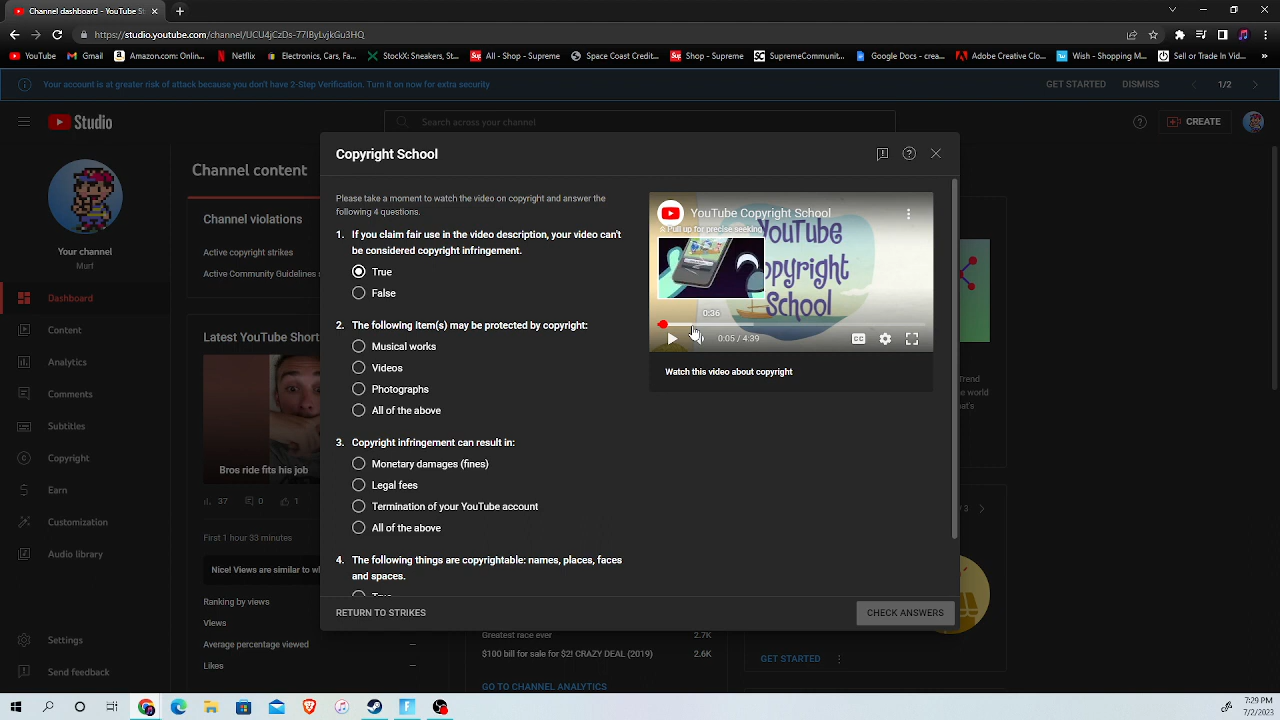 Channel dashboard - YouTube St
https://studio.youtube.com/channel/UCU4jCzDs-77IByLvjkGu3HQ
YouTube
Gmail
Amazon.com: Onlin...
Netflix
Electronics, Cars, Fa...
StockX: Sneakers, St...
All - Shop - Supreme
Space Coast Credit...
Shop - Supreme
SupremeCommunit...
Google Docs - crea...
Adobe Creative Clo...
Wish - Shopping M...
Sell or Trade In Vid...
Your account is at greater risk of attack because you don't have 2-Step Verification. Turn it on now for extra security
GET STARTED
DISMISS
1/2
Studio
Search across your channel
CREATE
Your channel
Murf
Dashboard
Content
Analytics
Comments
Subtitles
Copyright
Earn
Customization
Audio library
Settings
Send feedback
Channel content
Channel violations
Active copyright strikes
Active Community Guidelines s
Latest YouTube Short
Bros ride fits his job
37
0
1
First 1 hour 33 minutes
Nice! Views are similar to wh
Ranking by views
Views
Average percentage viewed
Likes
Copyright School
Please take a moment to watch the video on copyright and answer the
following 4 questions.
1. If you claim fair use in the video description, your video can't
be considered copyright infringement.
True
False
2. The following item(s) may be protected by copyright:
Musical works
Videos
Photographs
All of the above
3. Copyright infringement can result in:
Monetary damages (fines)
Legal fees
Termination of your YouTube account
All of the above
4. The following things are copyrightable: names, places, faces
and spaces.
RETURN TO STRIKES
CHECK ANSWERS
YouTube Copyright School
Pull up for precise seeking
YouTube
Copyright
School
0:36
0:05 / 4:39
Watch this video about copyright
Trend
he world
at's
/ 3
Greatest race ever
2.7K
$100 bill for sale for $2! CRAZY DEAL (2019)
2.6K
GO TO CHANNEL ANALYTICS
GET STARTED
7:29 PM
7/2/2023